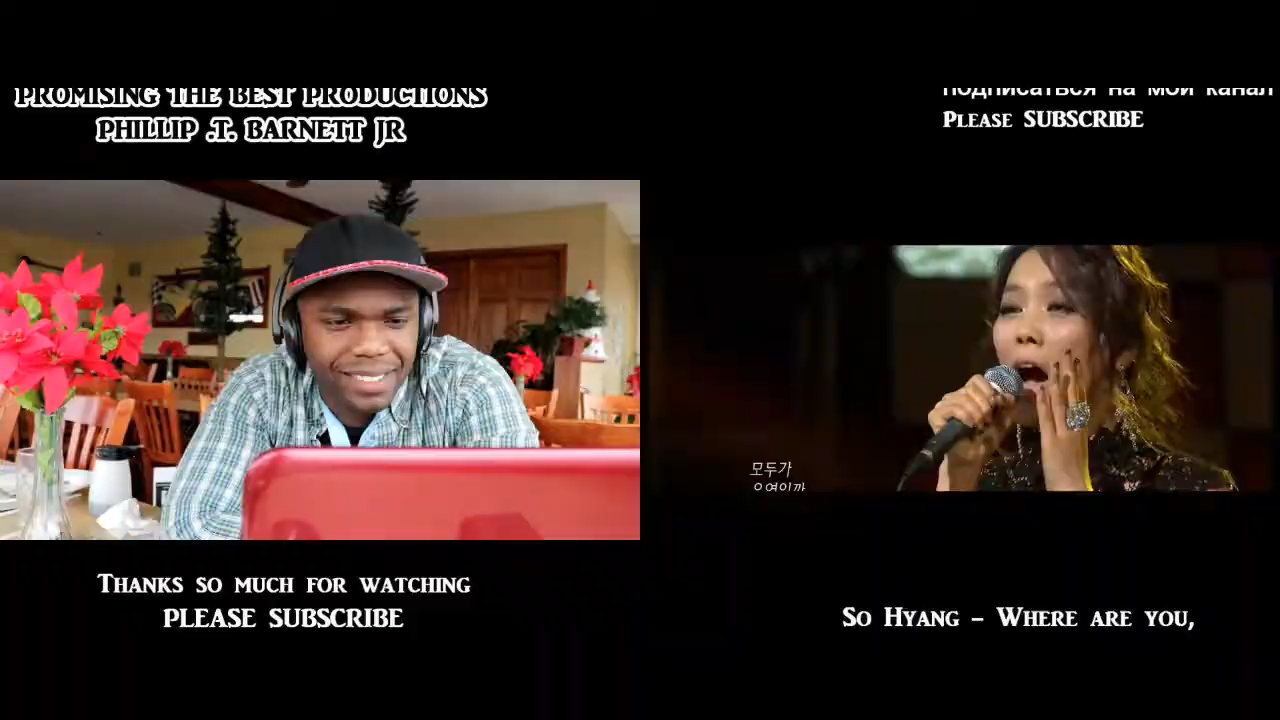 PROMISING THE BEST PRODUCTIONS
PHILLIP .T. BARNETT JR
подписаться на мой канал
PLEASE SUBSCRIBE
모두가
THANKS SO MUCH FOR WATCHING
PLEASE SUBSCRIBE
SO HYANG – WHERE ARE YOU,